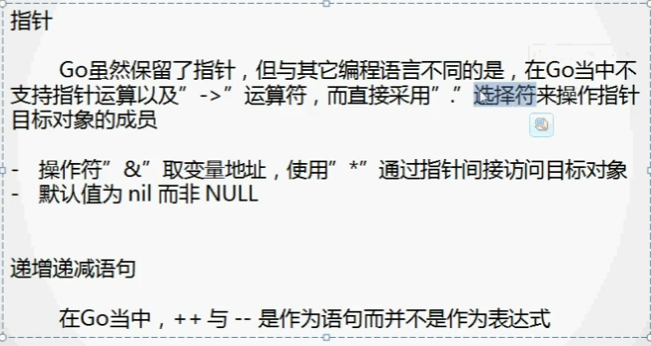 指针
Go虽然保留了指针，但与其它编程语言不同的是，在Go当中不
支持指针运算以及”->”运算符，而直接采用”.”选择符来操作指针
目标对象的成员
- 操作符”&”取变量地址，使用”*”通过指针间接访问目标对象
- 默认值为 nil 而非 NULL
递增递减语句
在Go当中，++ 与 -- 是作为语句而并不是作为表达式